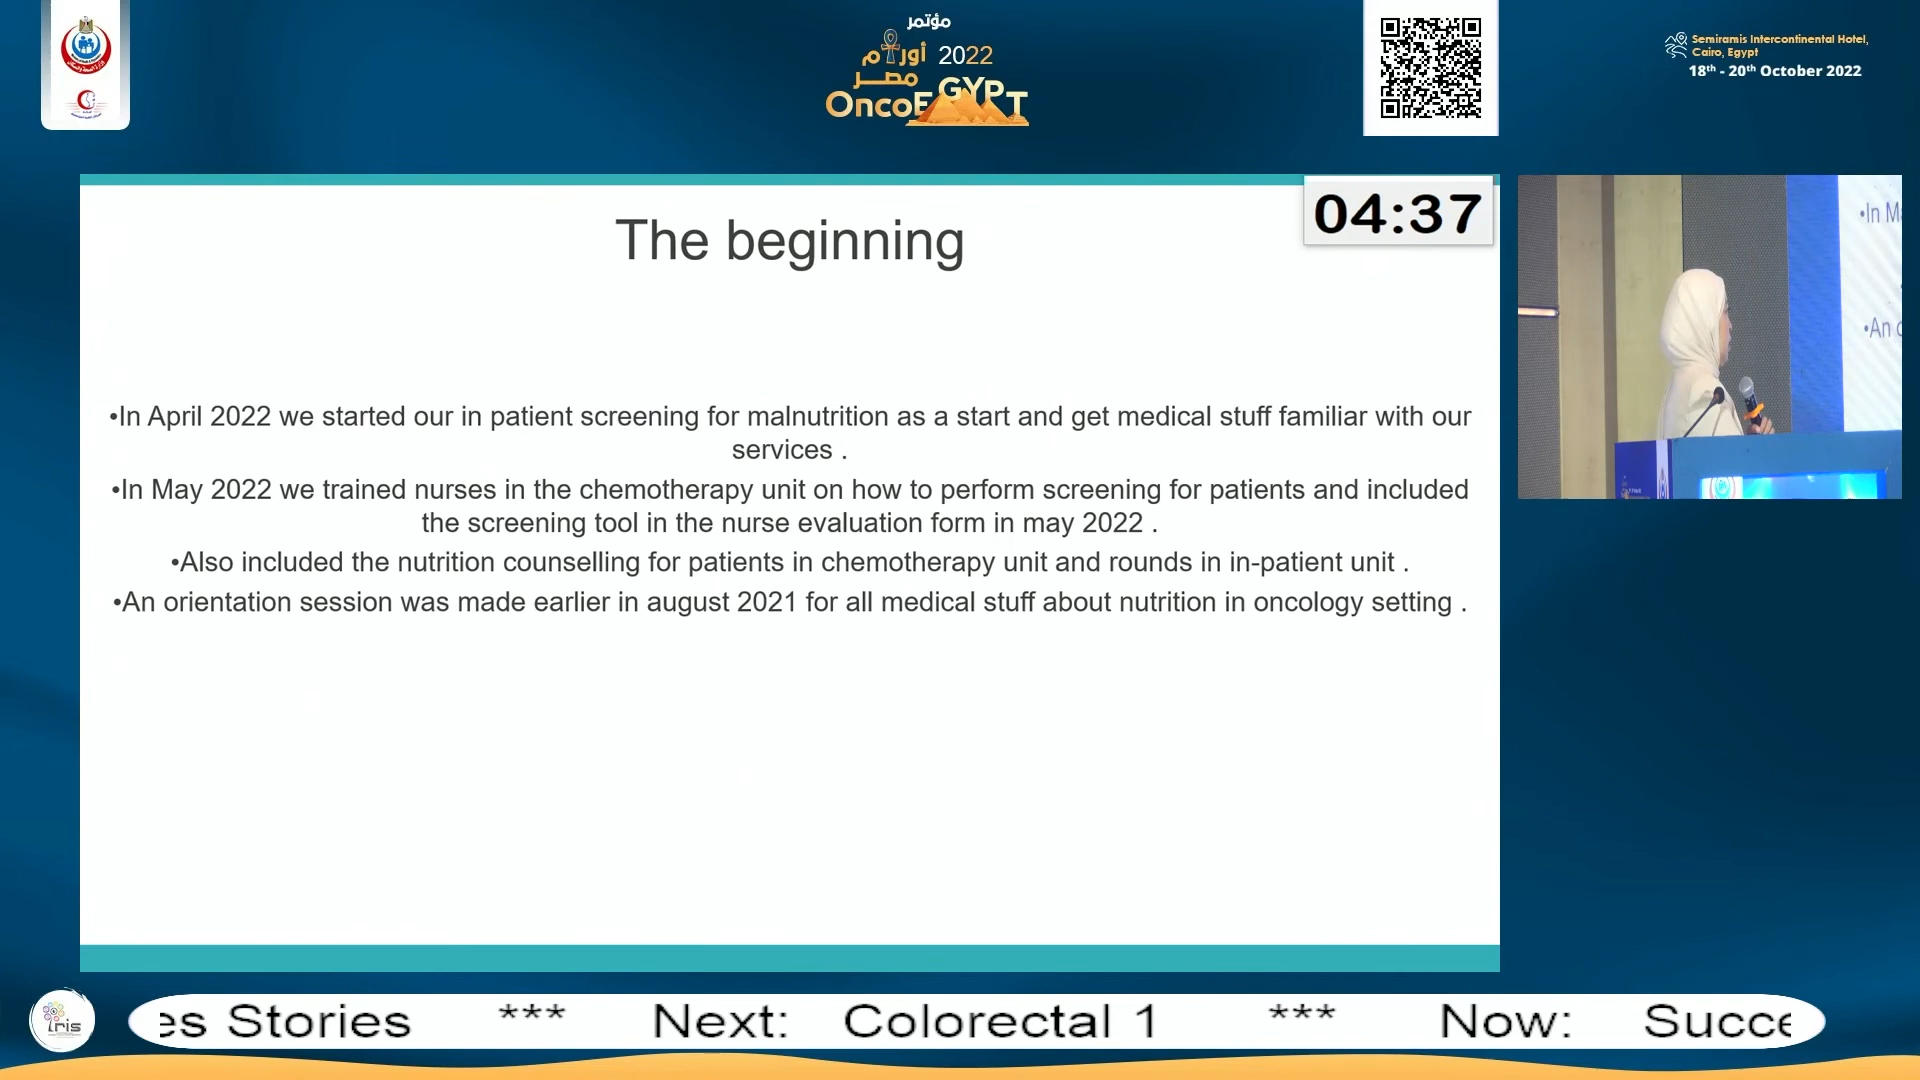 مؤتمر
أورام 2022
مصر
OncoEGYPT
Semiramis Intercontinental Hotel,
Cairo, Egypt
18th - 20th October 2022
04:37
The beginning
•In April 2022 we started our in patient screening for malnutrition as a start and get medical stuff familiar with our
services .
•In May 2022 we trained nurses in the chemotherapy unit on how to perform screening for patients and included
the screening tool in the nurse evaluation form in may 2022 .
•Also included the nutrition counselling for patients in chemotherapy unit and rounds in in-patient unit .
•An orientation session was made earlier in august 2021 for all medical stuff about nutrition in oncology setting .
•In M
•An
iris
es Stories *** Next: Colorectal 1 *** Now: Succe